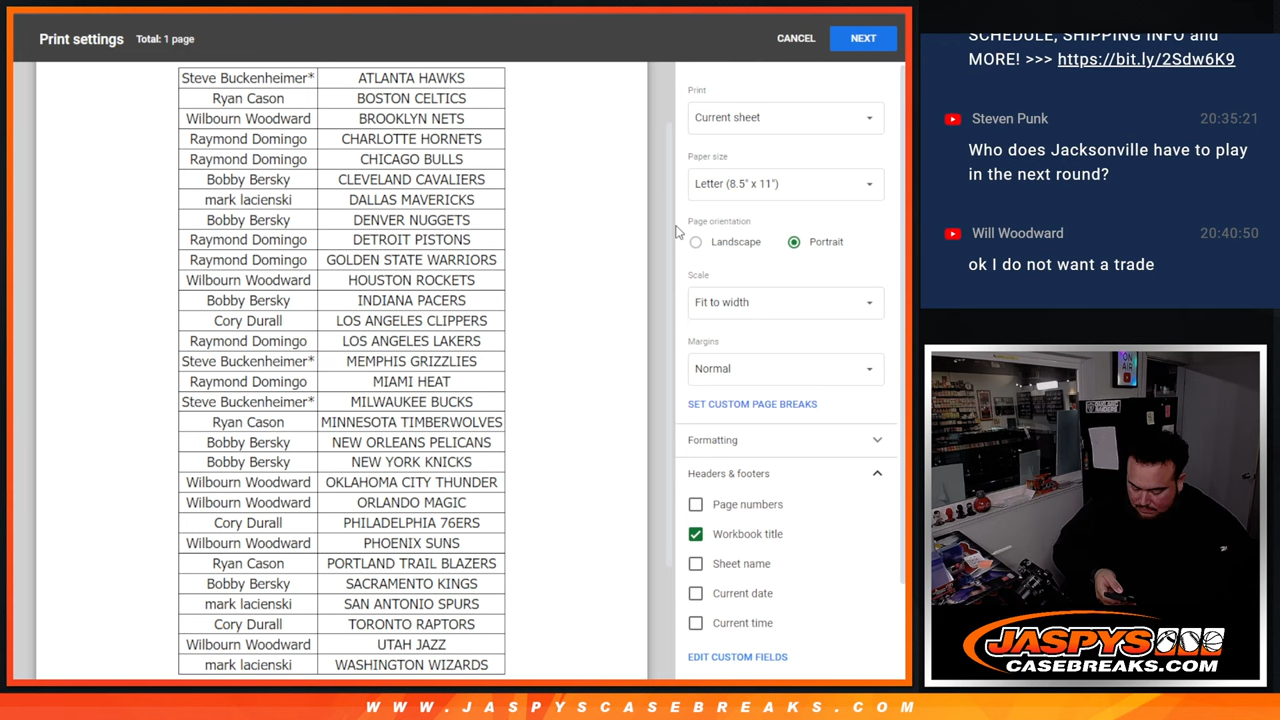 Print settings Total: 1 page CANCEL NEXT
Steve Buckenheimer* ATLANTA HAWKS
Ryan Cason BOSTON CELTICS
Wilbourn Woodward BROOKLYN NETS
Raymond Domingo CHARLOTTE HORNETS
Raymond Domingo CHICAGO BULLS
Bobby Bersky CLEVELAND CAVALIERS
mark lacienski DALLAS MAVERICKS
Bobby Bersky DENVER NUGGETS
Raymond Domingo DETROIT PISTONS
Raymond Domingo GOLDEN STATE WARRIORS
Wilbourn Woodward HOUSTON ROCKETS
Bobby Bersky INDIANA PACERS
Cory Durall LOS ANGELES CLIPPERS
Raymond Domingo LOS ANGELES LAKERS
Steve Buckenheimer* MEMPHIS GRIZZLIES
Raymond Domingo MIAMI HEAT
Steve Buckenheimer* MILWAUKEE BUCKS
Ryan Cason MINNESOTA TIMBERWOLVES
Bobby Bersky NEW ORLEANS PELICANS
Bobby Bersky NEW YORK KNICKS
Wilbourn Woodward OKLAHOMA CITY THUNDER
Wilbourn Woodward ORLANDO MAGIC
Cory Durall PHILADELPHIA 76ERS
Wilbourn Woodward PHOENIX SUNS
Ryan Cason PORTLAND TRAIL BLAZERS
Bobby Bersky SACRAMENTO KINGS
mark lacienski SAN ANTONIO SPURS
Cory Durall TORONTO RAPTORS
Wilbourn Woodward UTAH JAZZ
mark lacienski WASHINGTON WIZARDS
Print
Current sheet
Paper size
Letter (8.5" x 11")
Page orientation
Landscape Portrait
Scale
Fit to width
Margins
Normal
SET CUSTOM PAGE BREAKS
Formatting
Headers & footers
Page numbers
Workbook title
Sheet name
Current date
Current time
EDIT CUSTOM FIELDS
SCHEDULE, SHIPPING INFO and
MORE! >>> https://bit.ly/2Sdw6K9
Steven Punk 20:35:21
Who does Jacksonville have to play
in the next round?
Will Woodward 20:40:50
ok I do not want a trade
ON
AIR
JASPYS
CASEBREAKS.COM
WWW.JASPYSCASEBREAKS.COM